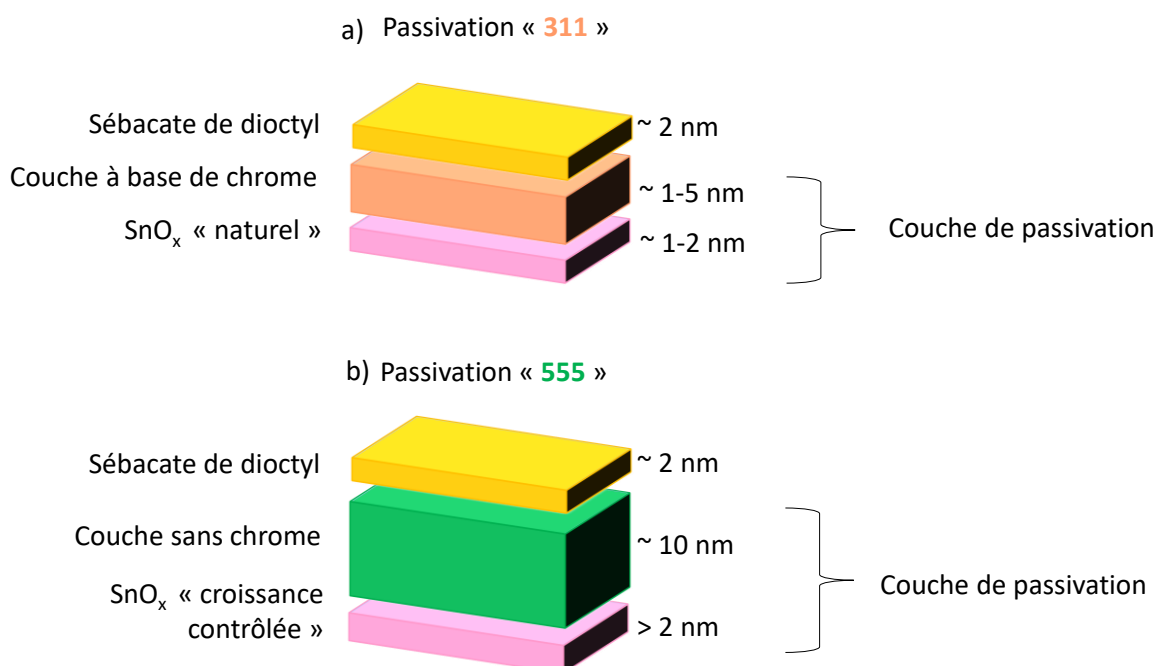 a) Passivation « 311 »
Sébacate de dioctyl
~ 2 nm
Couche à base de chrome
~ 1-5 nm
SnOx « naturel »
~ 1-2 nm
Couche de passivation
b) Passivation « 555 »
Sébacate de dioctyl
~ 2 nm
Couche sans chrome
~ 10 nm
SnOx « croissance
contrôlée »
> 2 nm
Couche de passivation